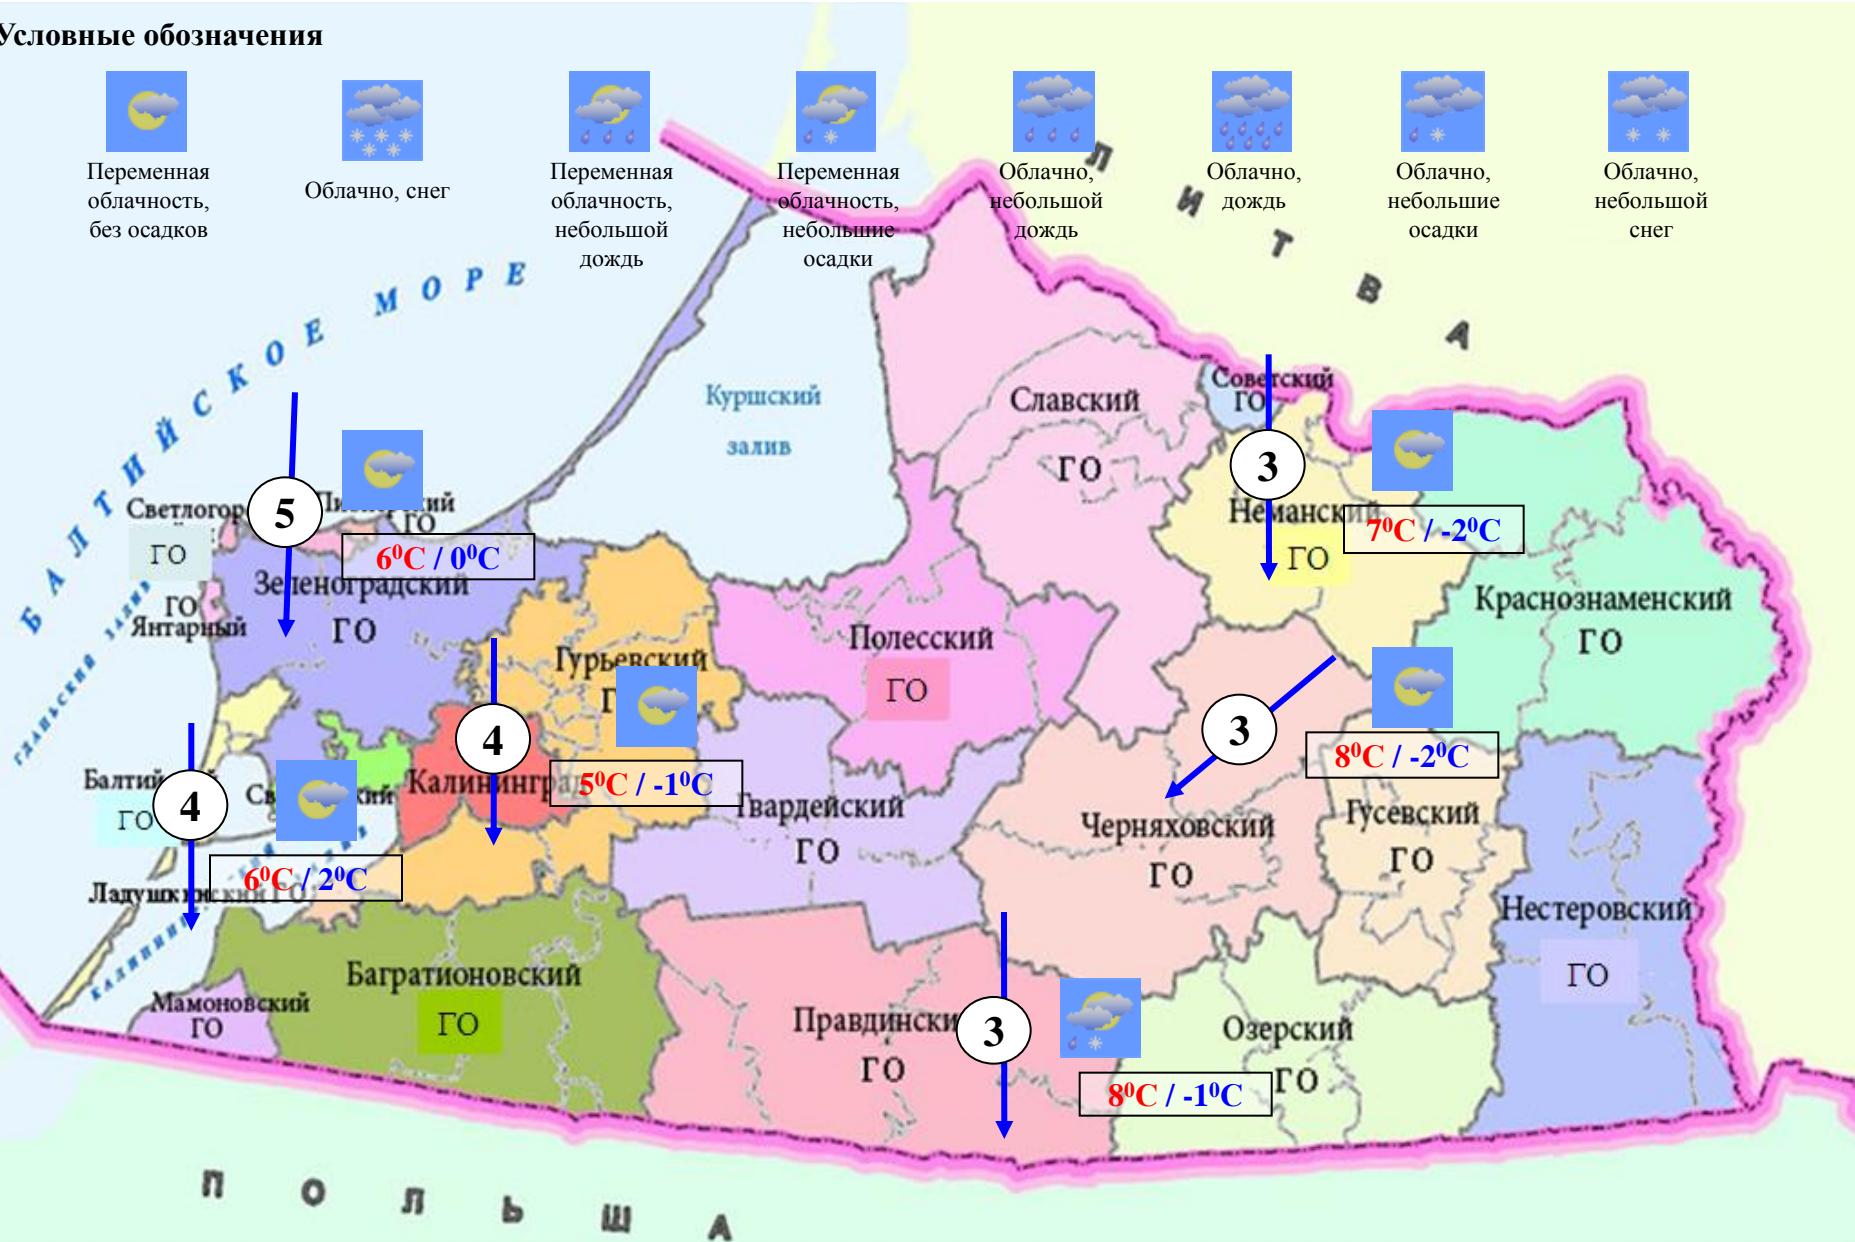 Условные обозначения
Переменная
облачность,
без осадков
Облачно, снег
Переменная
облачность,
небольшой
дождь
Переменная
облачность,
небольшие
осадки
Облачно,
небольшой
дождь
Облачно,
дождь
Облачно,
небольшие
осадки
Облачно,
небольшой
снег
ЛИТВА
БАЛТИЙСКОЕ МОРЕ
Куршский
залив
Славский
ГО
Советский
ГО
3
Неманский
ГО
7⁰C / -2⁰C
Светлогор
ГО
5
ГО
6⁰C / 0⁰C
Зеленоградский
ГО
ГО
Янтарный
Гурьевский
Полесский
ГО
Краснознаменский
ГО
4
Калининград
5⁰C / -1⁰C
3
8⁰C / -2⁰C
Балтий
ГО
4
6⁰C / 2⁰C
Ладушкинский ГО
Гвардейский
ГО
Черняховский
ГО
Гусевский
ГО
Нестеровский
ГО
Багратионовский
ГО
Мамоновский
ГО
Правдински
ГО
3
8⁰C / -1⁰C
Озерский
ГО
ПОЛЬША